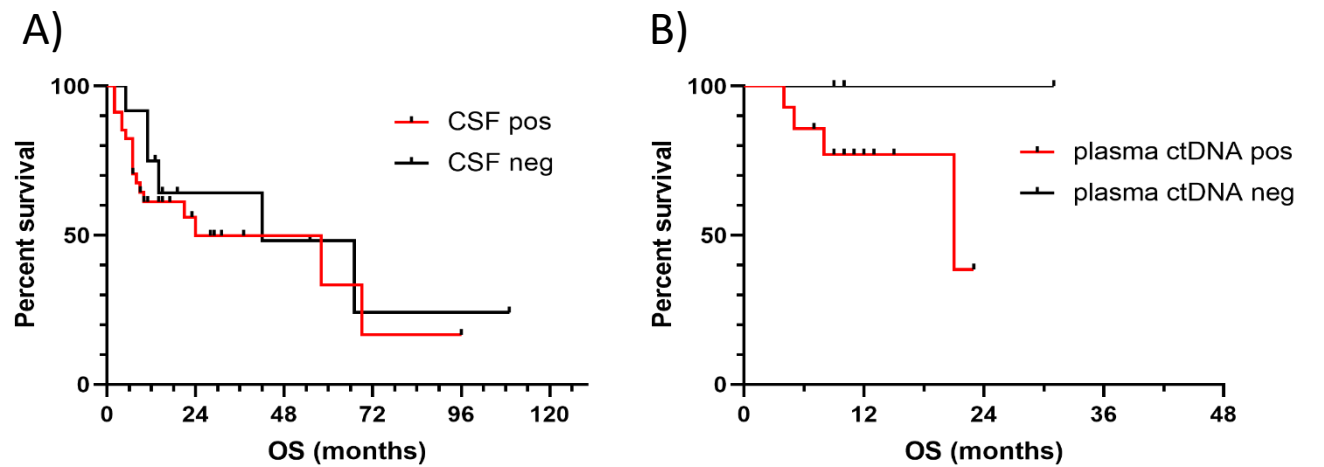 A)
100
50
0
Percent survival
CSF pos
CSF neg
0 24 48 72 96 120
OS (months)
B)
100
50
0
Percent survival
plasma ctDNA pos
plasma ctDNA neg
0 12 24 36 48
OS (months)